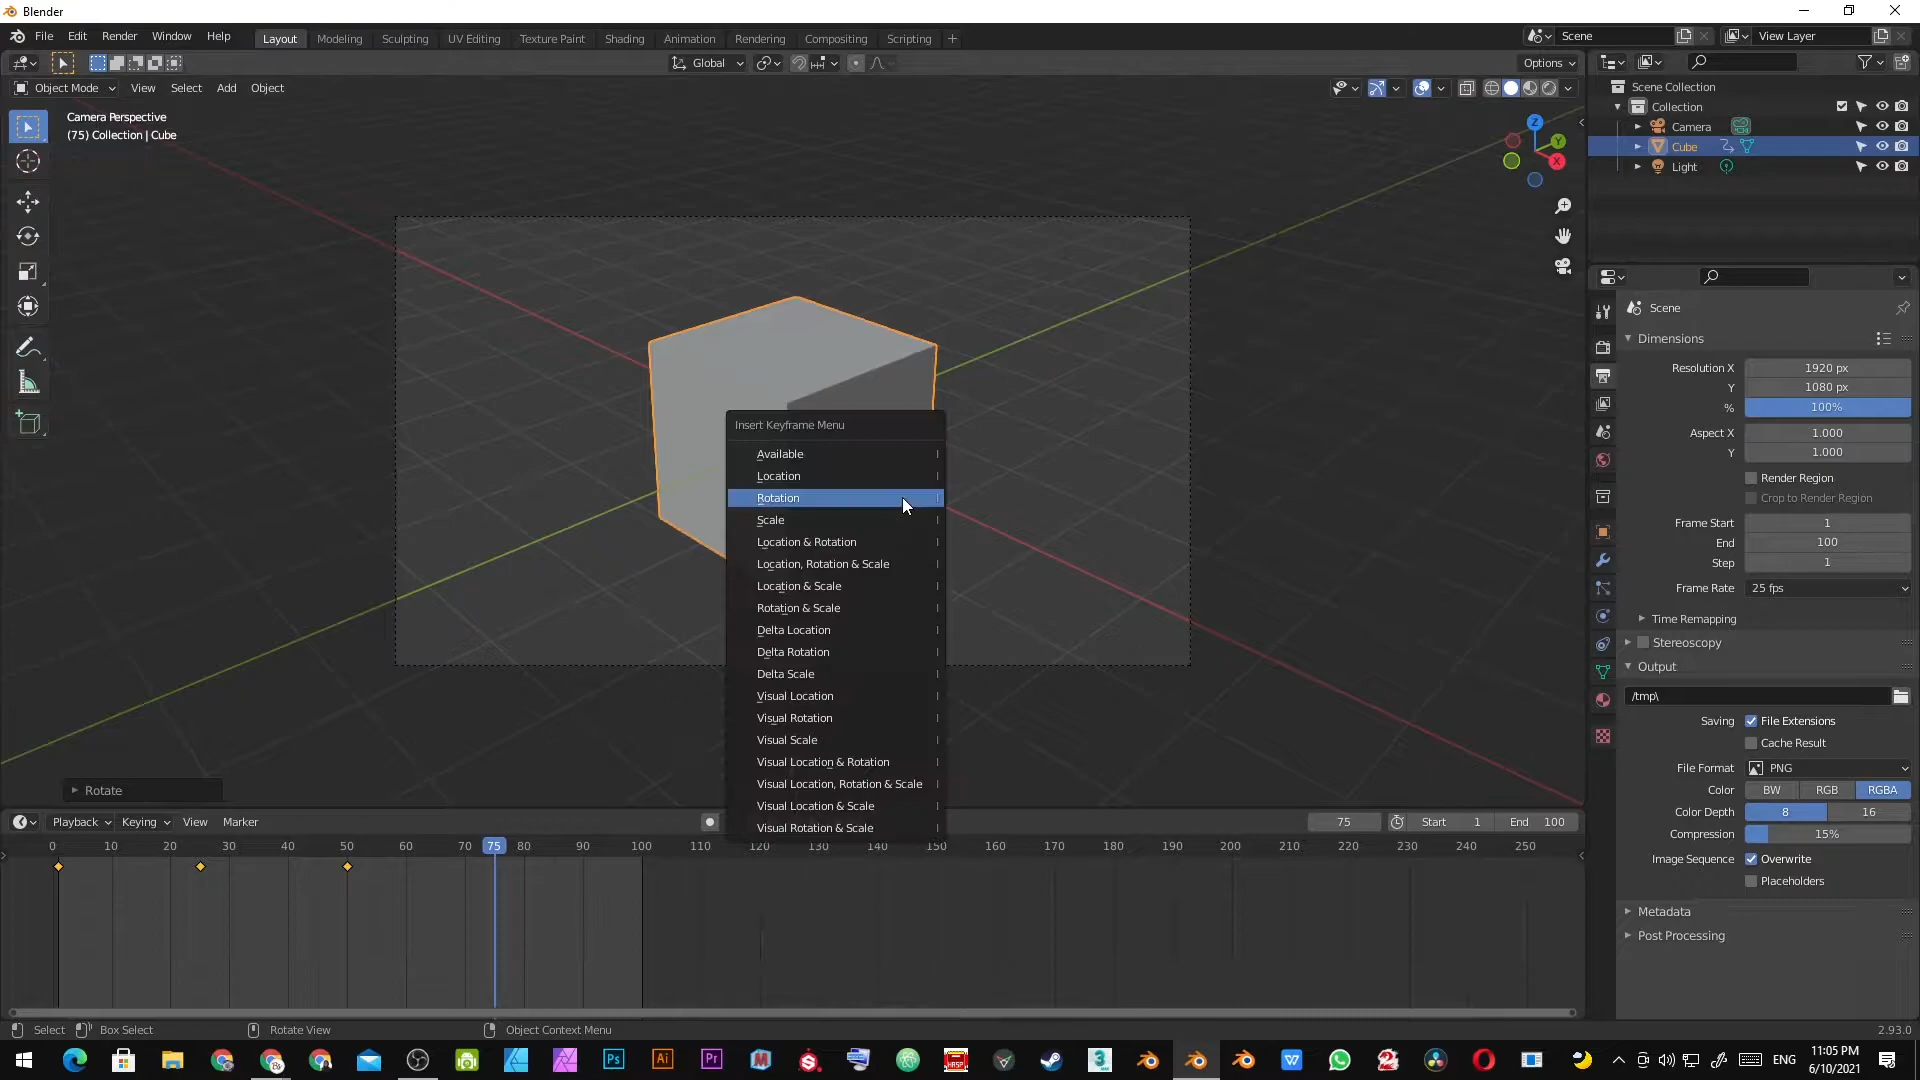 Blender
File Edit Render Window Help
Layout Modeling Sculpting UV Editing Texture Paint Shading Animation Rendering Compositing Scripting +
Scene
View Layer
Global
Options
Object Mode View Select Add Object
Camera Perspective
(75) Collection | Cube
Z
Y
X
Scene Collection
Collection
Camera
Cube
Light
Scene
Dimensions
Resolution X 1920 px
Y 1080 px
% 100%
Aspect X 1.000
Y 1.000
Render Region
Crop to Render Region
Frame Start 1
End 100
Step 1
Frame Rate 25 fps
Time Remapping
Stereoscopy
Output
/tmp\
Saving File Extensions
Cache Result
File Format PNG
Color BW RGB RGBA
Color Depth 8 16
Compression 15%
Image Sequence Overwrite
Placeholders
Metadata
Post Processing
Insert Keyframe Menu
Available I
Location I
Rotation I
Scale I
Location & Rotation I
Location, Rotation & Scale I
Location & Scale I
Rotation & Scale I
Delta Location I
Delta Rotation I
Delta Scale I
Visual Location I
Visual Rotation I
Visual Scale I
Visual Location & Rotation I
Visual Location, Rotation & Scale I
Visual Location & Scale I
Visual Rotation & Scale I
Rotate
Playback Keying View Marker
75 Start 1 End 100
0 10 20 30 40 50 60 70 75 80 90 100 110 120 130 140 150 160 170 180 190 200 210 220 230 240 250
Select Box Select Rotate View Object Context Menu 2.93.0
Ps Ai Pr
3
W
ENG
11:05 PM
6/10/2021